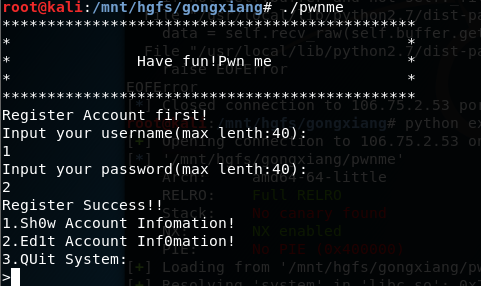 root@kali:/mnt/hgfs/gongxiang# ./pwnme
**********************************************
* *
* Have fun!Pwn me *
* *
**********************************************
Register Account first!
Input your username(max lenth:40):
1
Input your password(max lenth:40):
2
Register Success!!
1.Sh0w Account Infomation!
2.Ed1t Account Inf0mation!
3.QUit System:
>
data = self.recv_raw(self.buffer.get
File "/usr/local/lib/python2.7/dist-pa
raise EOFError
EOFError
closed connection to 106.75.2.53 por
/mnt/hgfs/gongxiang# python ex
[+] Opening connection to 106.75.2.53 on
[*] '/mnt/hgfs/gongxiang/pwnme'
Arch: amd64-64-little
RELRO: Full RELRO
Stack: No canary found
NX: NX enabled
PIE: No PIE (0x400000)
[+] Loading from '/mnt/hgfs/gongxiang/pw
[+] Resolving 'system' in 'libc.so':